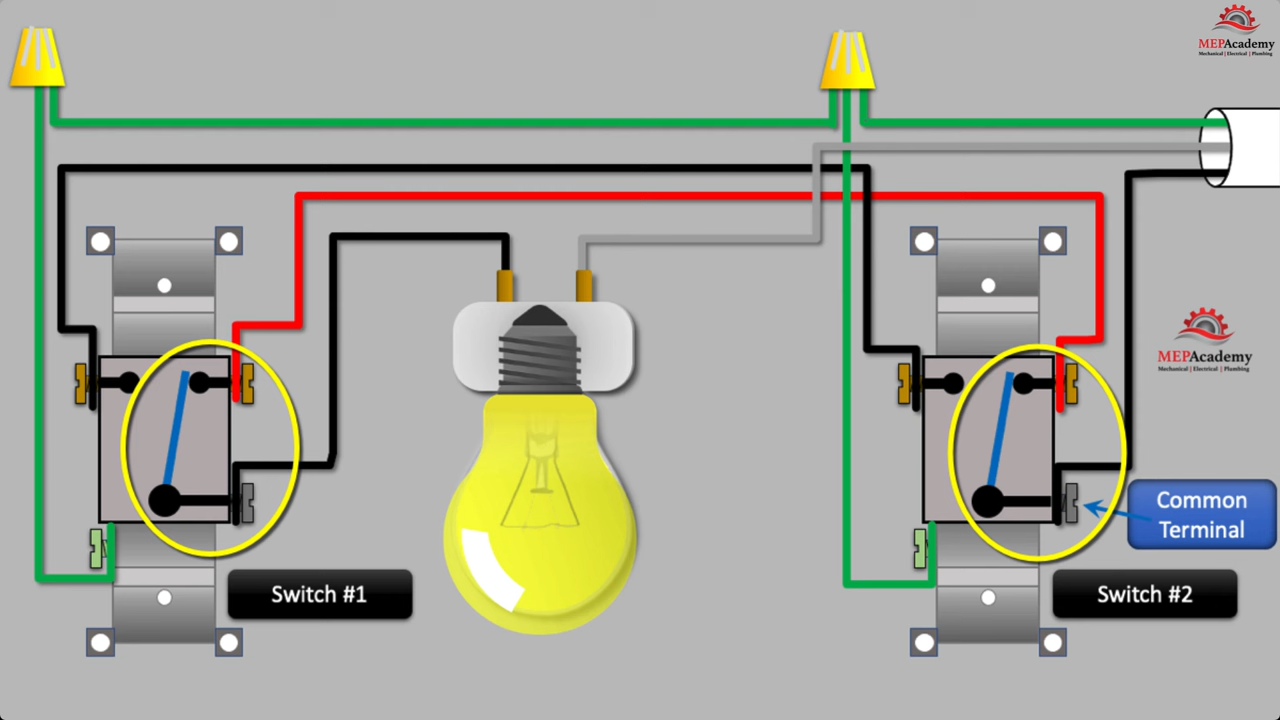 MEPAcademy
Mechanical | Electrical | Plumbing
MEPAcademy
Mechanical | Electrical | Plumbing
Common
Terminal
Switch #1
Switch #2